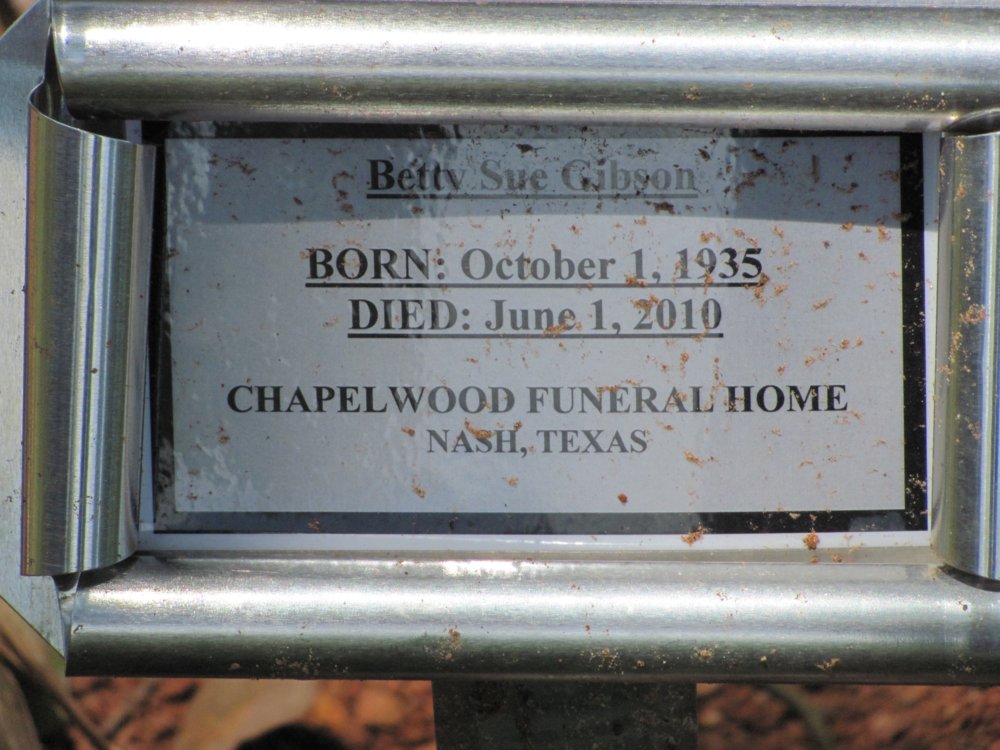 Betty Sue Gibson
BORN: October 1, 1935
DIED: June 1, 2010
CHAPELWOOD FUNERAL HOME
NASH, TEXAS